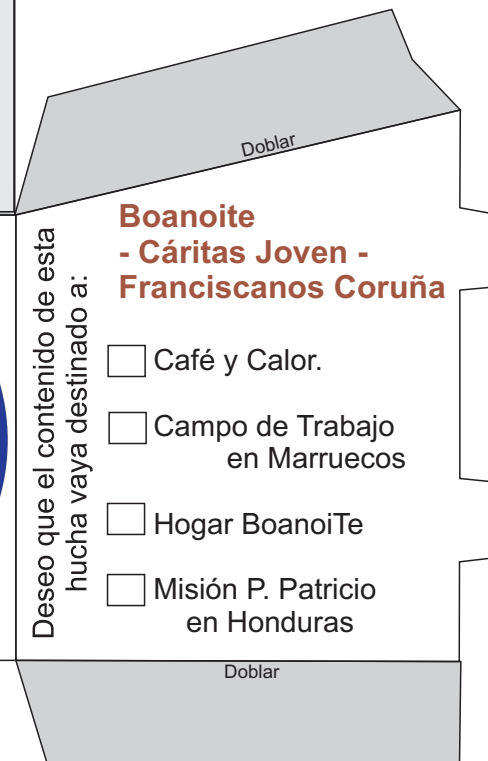 Doblar
Boanoite
- Cáritas Joven -
Franciscanos Coruña
Deseo que el contenido de esta
hucha vaya destinado a:
Café y Calor.
Campo de Trabajo
en Marruecos
Hogar BoanoiTe
Misión P. Patricio
en Honduras
Doblar